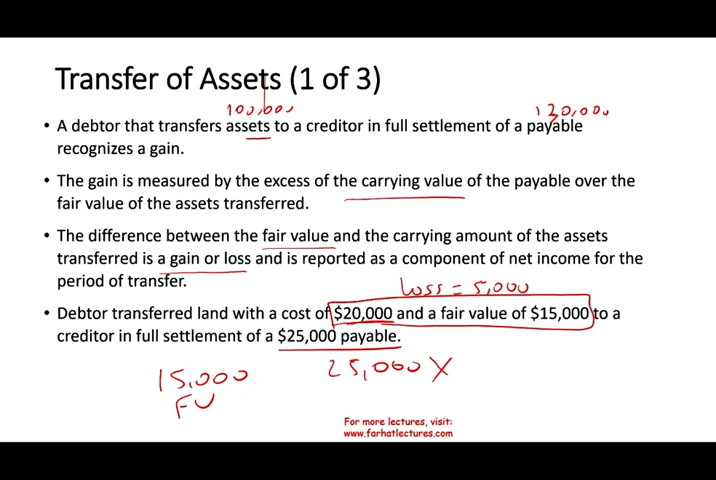 Transfer of Assets (1 of 3)
100,000
120,000
• A debtor that transfers assets to a creditor in full settlement of a payable
recognizes a gain.
• The gain is measured by the excess of the carrying value of the payable over the
fair value of the assets transferred.
• The difference between the fair value and the carrying amount of the assets
transferred is a gain or loss and is reported as a component of net income for the
period of transfer.
loss = 5,000
• Debtor transferred land with a cost of $20,000 and a fair value of $15,000 to a
creditor in full settlement of a $25,000 payable.
15,000
25,000 X
FV
For more lectures, visit:
www.farhatlectures.com